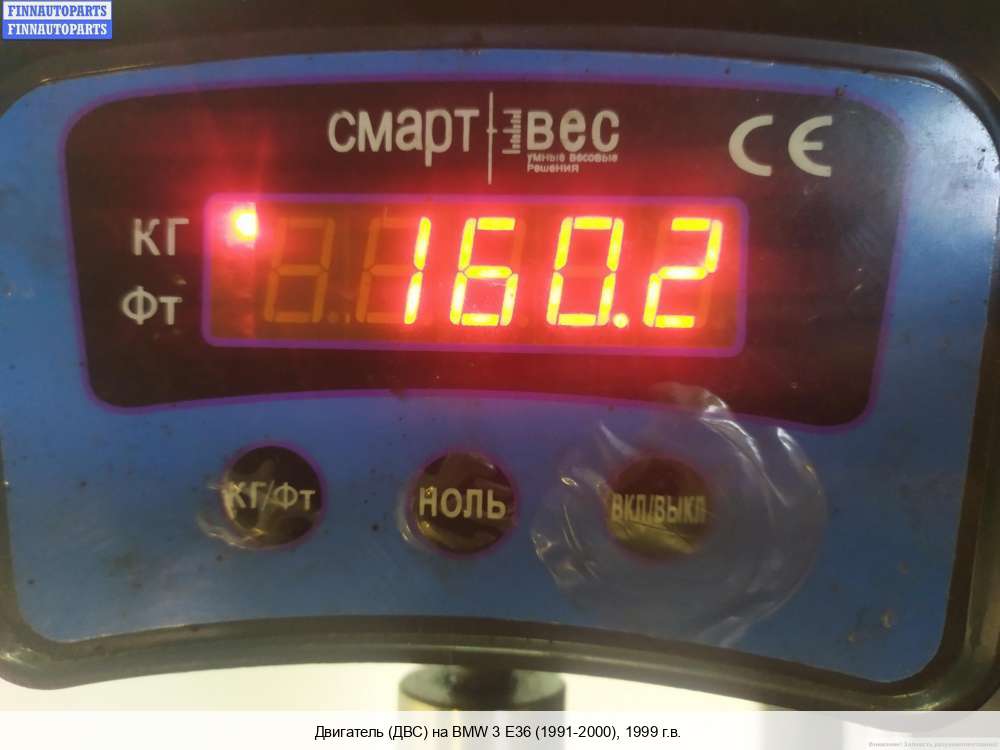 FINNAUTOPARTS
FINNAUTOPARTS
смарт вес
умные весовые
Решения
CE
КГ
Фт
160.2
КГ/Фт
НОЛЬ
ВКЛ/ВЫКЛ
Двигатель (ДВС) на BMW 3 E36 (1991-2000), 1999 г.в.